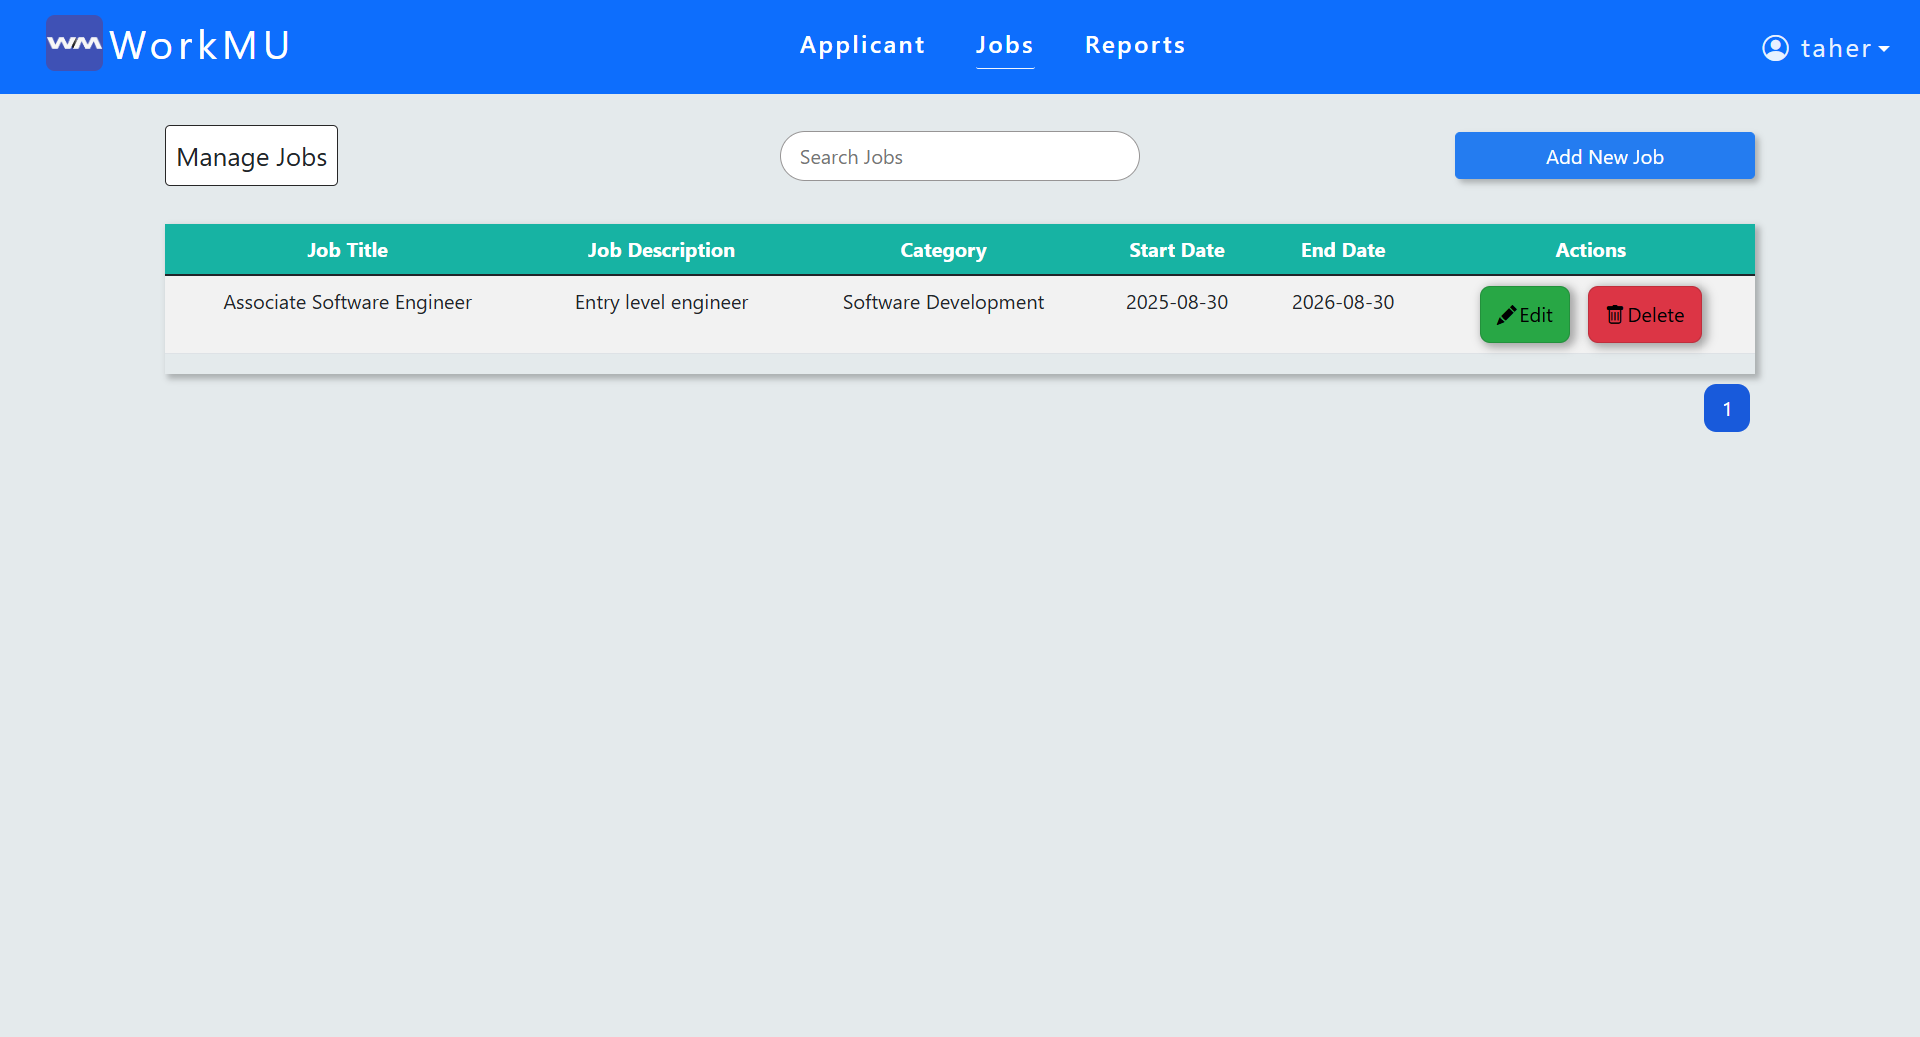 WM WorkMU
Applicant Jobs Reports
taher
Manage Jobs
Search Jobs
Add New Job
Job Title Job Description Category Start Date End Date Actions
Associate Software Engineer Entry level engineer Software Development 2025-08-30 2026-08-30 Edit Delete
1